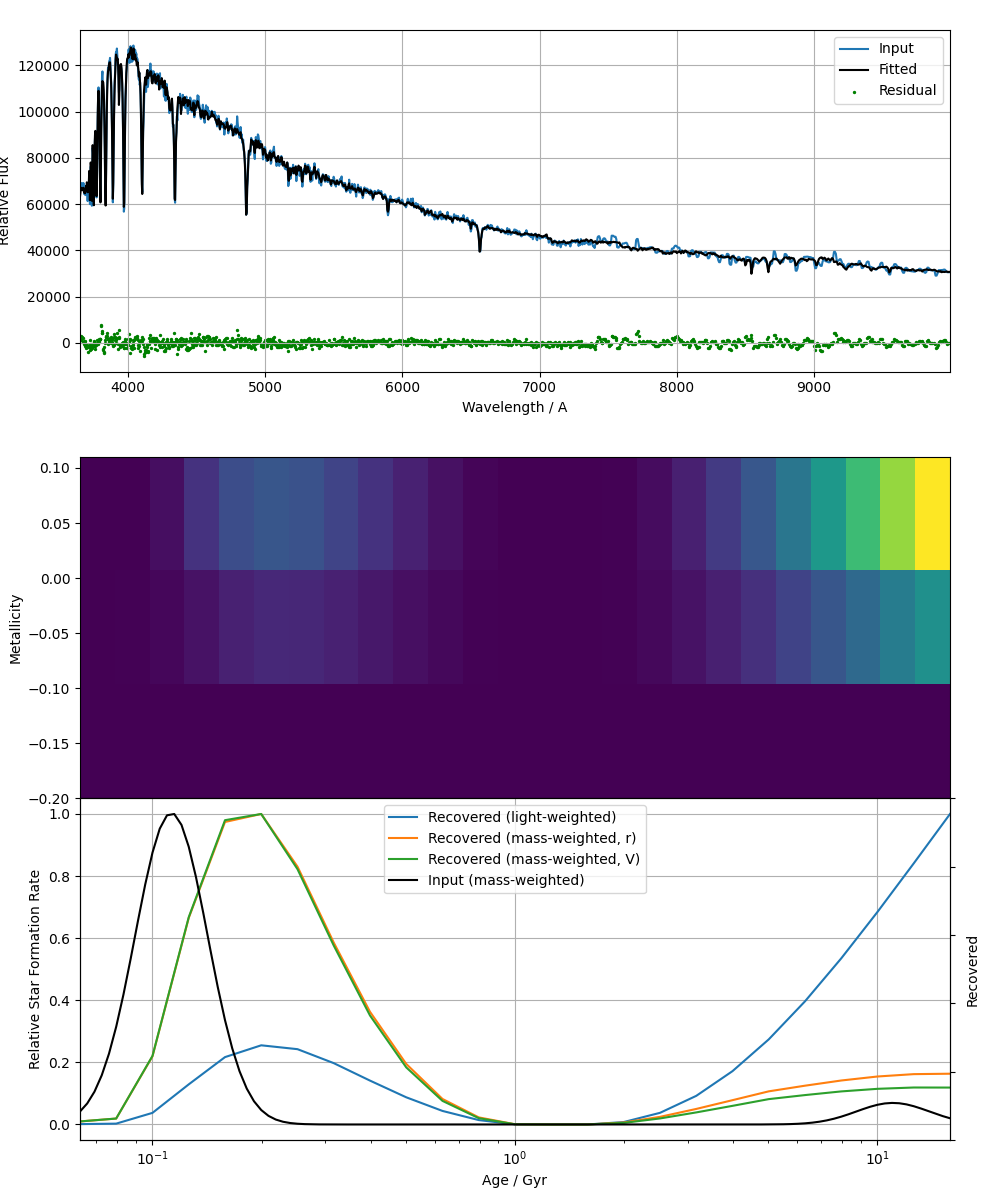 Relative Flux
120000
100000
80000
60000
40000
20000
0
Input
Fitted
Residual
4000 5000 6000 7000 8000 9000
Wavelength / A
Metallicity
0.10
0.05
0.00
−0.05
−0.10
−0.15
−0.20
Relative Star Formation Rate
1.0
0.8
0.6
0.4
0.2
0.0
Recovered (light-weighted)
Recovered (mass-weighted, r)
Recovered (mass-weighted, V)
Input (mass-weighted)
Recovered
10⁻¹ 10⁰ 10¹
Age / Gyr